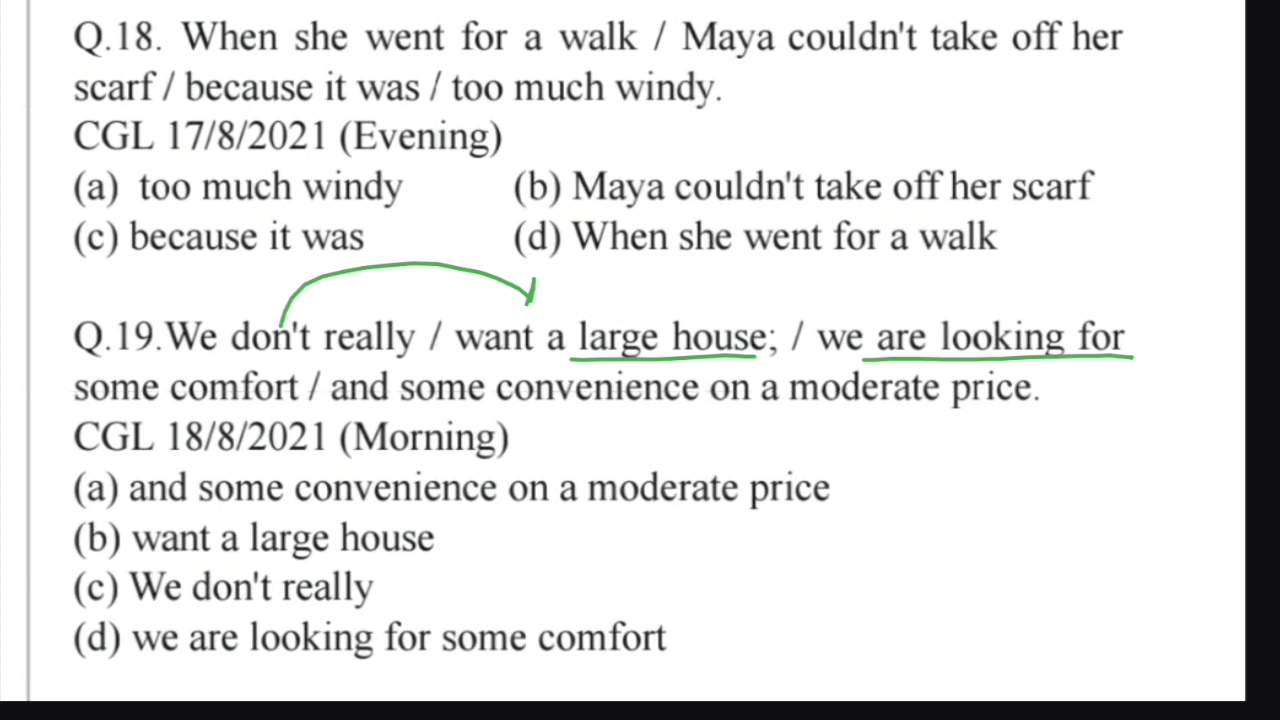 Q.18. When she went for a walk / Maya couldn't take off her
scarf / because it was / too much windy.
CGL 17/8/2021 (Evening)
(a) too much windy (b) Maya couldn't take off her scarf
(c) because it was (d) When she went for a walk
Q.19.We don't really / want a large house; / we are looking for
some comfort / and some convenience on a moderate price.
CGL 18/8/2021 (Morning)
(a) and some convenience on a moderate price
(b) want a large house
(c) We don't really
(d) we are looking for some comfort